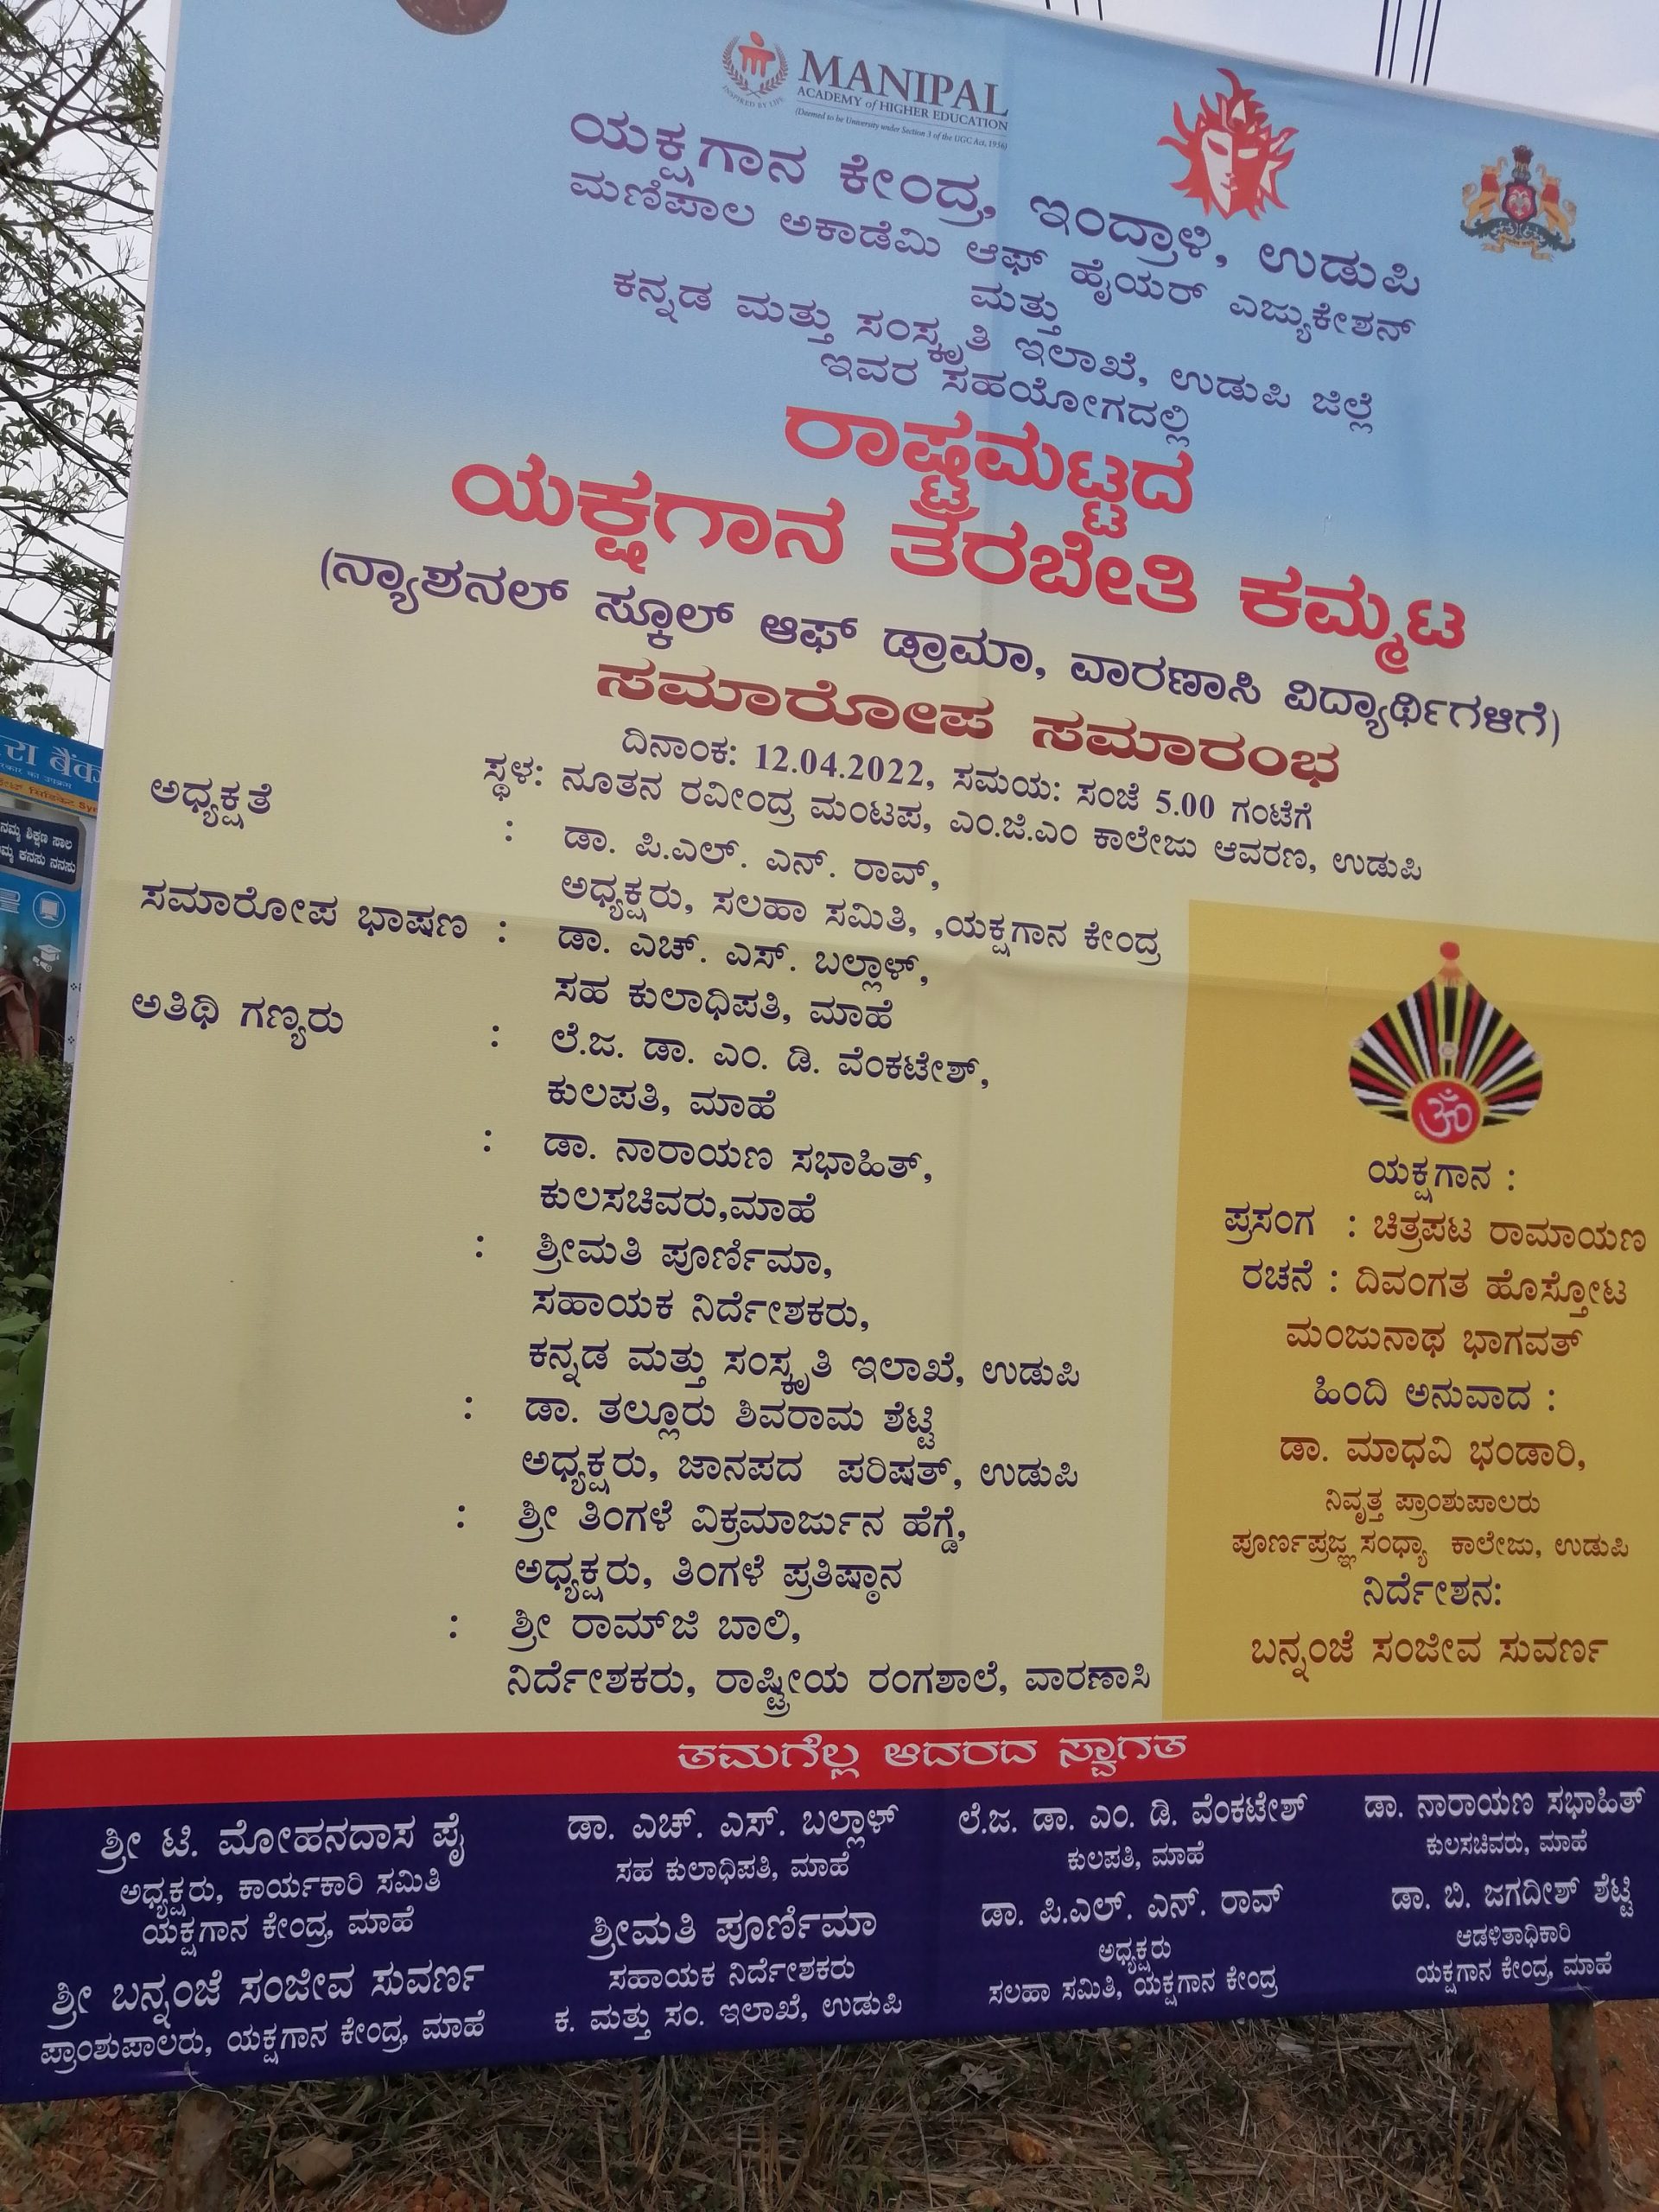 MANIPAL
ACADEMY of HIGHER EDUCATION
(Deemed to be University under Section 3 of the UGC Act, 1956)
INSPIRED BY LIFE
ಯಕ್ಷಗಾನ ಕೇಂದ್ರ, ಇಂದ್ರಾಳಿ, ಉಡುಪಿ
ಮಣಿಪಾಲ ಅಕಾಡೆಮಿ ಆಫ್ ಹೈಯರ್ ಎಜ್ಯುಕೇಶನ್
ಮತ್ತು
ಕನ್ನಡ ಮತ್ತು ಸಂಸ್ಕೃತಿ ಇಲಾಖೆ, ಉಡುಪಿ ಜಿಲ್ಲೆ
ಇವರ ಸಹಯೋಗದಲ್ಲಿ
ರಾಷ್ಟ್ರಮಟ್ಟದ
ಯಕ್ಷಗಾನ ತರಬೇತಿ ಕಮ್ಮಟ
(ನ್ಯಾಶನಲ್ ಸ್ಕೂಲ್ ಆಫ್ ಡ್ರಾಮಾ, ವಾರಣಾಸಿ ವಿದ್ಯಾರ್ಥಿಗಳಿಗೆ)
ಸಮಾರೋಪ ಸಮಾರಂಭ
ದಿನಾಂಕ: 12.04.2022, ಸಮಯ: ಸಂಜೆ 5.00 ಗಂಟೆಗೆ
ಸ್ಥಳ: ನೂತನ ರವೀಂದ್ರ ಮಂಟಪ, ಎಂ.ಜಿ.ಎಂ ಕಾಲೇಜು ಆವರಣ, ಉಡುಪಿ
ಅಧ್ಯಕ್ಷತೆ : ಡಾ. ಪಿ.ಎಲ್. ಎನ್. ರಾವ್,
ಅಧ್ಯಕ್ಷರು, ಸಲಹಾ ಸಮಿತಿ, ,ಯಕ್ಷಗಾನ ಕೇಂದ್ರ
ಸಮಾರೋಪ ಭಾಷಣ : ಡಾ. ಎಚ್. ಎಸ್. ಬಲ್ಲಾಳ್,
ಸಹ ಕುಲಾಧಿಪತಿ, ಮಾಹೆ
ಅತಿಥಿ ಗಣ್ಯರು : ಲೆ.ಜ. ಡಾ. ಎಂ. ಡಿ. ವೆಂಕಟೇಶ್,
ಕುಲಪತಿ, ಮಾಹೆ
: ಡಾ. ನಾರಾಯಣ ಸಭಾಹಿತ್,
ಕುಲಸಚಿವರು,ಮಾಹೆ
: ಶ್ರೀಮತಿ ಪೂರ್ಣಿಮಾ,
ಸಹಾಯಕ ನಿರ್ದೇಶಕರು,
ಕನ್ನಡ ಮತ್ತು ಸಂಸ್ಕೃತಿ ಇಲಾಖೆ, ಉಡುಪಿ
: ಡಾ. ತಲ್ಲೂರು ಶಿವರಾಮ ಶೆಟ್ಟಿ
ಅಧ್ಯಕ್ಷರು, ಜಾನಪದ ಪರಿಷತ್, ಉಡುಪಿ
: ಶ್ರೀ ತಿಂಗಳೆ ವಿಕ್ರಮಾರ್ಜುನ ಹೆಗ್ಡೆ,
ಅಧ್ಯಕ್ಷರು, ತಿಂಗಳೆ ಪ್ರತಿಷ್ಠಾನ
: ಶ್ರೀ ರಾಮ್‌ಜಿ ಬಾಲಿ,
ನಿರ್ದೇಶಕರು, ರಾಷ್ಟ್ರೀಯ ರಂಗಶಾಲೆ, ವಾರಣಾಸಿ
ॐ
ಯಕ್ಷಗಾನ :
ಪ್ರಸಂಗ : ಚಿತ್ರಪಟ ರಾಮಾಯಣ
ರಚನೆ : ದಿವಂಗತ ಹೊಸ್ತೋಟ
ಮಂಜುನಾಥ ಭಾಗವತ್
ಹಿಂದಿ ಅನುವಾದ :
ಡಾ. ಮಾಧವಿ ಭಂಡಾರಿ,
ನಿವೃತ್ತ ಪ್ರಾಂಶುಪಾಲರು
ಪೂರ್ಣಪ್ರಜ್ಞ ಸಂಧ್ಯಾ ಕಾಲೇಜು, ಉಡುಪಿ
ನಿರ್ದೇಶನ:
ಬನ್ನಂಜೆ ಸಂಜೀವ ಸುವರ್ಣ
ತಮಗೆಲ್ಲ ಆದರದ ಸ್ವಾಗತ
ಶ್ರೀ ಟಿ. ಮೋಹನದಾಸ ಪೈ
ಅಧ್ಯಕ್ಷರು, ಕಾರ್ಯಕಾರಿ ಸಮಿತಿ
ಯಕ್ಷಗಾನ ಕೇಂದ್ರ, ಮಾಹೆ
ಶ್ರೀ ಬನ್ನಂಜೆ ಸಂಜೀವ ಸುವರ್ಣ
ಪ್ರಾಂಶುಪಾಲರು, ಯಕ್ಷಗಾನ ಕೇಂದ್ರ, ಮಾಹೆ
ಡಾ. ಎಚ್. ಎಸ್. ಬಲ್ಲಾಳ್
ಸಹ ಕುಲಾಧಿಪತಿ, ಮಾಹೆ
ಶ್ರೀಮತಿ ಪೂರ್ಣಿಮಾ
ಸಹಾಯಕ ನಿರ್ದೇಶಕರು
ಕ. ಮತ್ತು ಸಂ. ಇಲಾಖೆ, ಉಡುಪಿ
ಲೆ.ಜ. ಡಾ. ಎಂ. ಡಿ. ವೆಂಕಟೇಶ್
ಕುಲಪತಿ, ಮಾಹೆ
ಡಾ. ಪಿ.ಎಲ್. ಎನ್. ರಾವ್
ಅಧ್ಯಕ್ಷರು
ಸಲಹಾ ಸಮಿತಿ, ಯಕ್ಷಗಾನ ಕೇಂದ್ರ
ಡಾ. ನಾರಾಯಣ ಸಭಾಹಿತ್
ಕುಲಸಚಿವರು, ಮಾಹೆ
ಡಾ. ಬಿ. ಜಗದೀಶ್ ಶೆಟ್ಟಿ
ಆಡಳಿತಾಧಿಕಾರಿ
ಯಕ್ಷಗಾನ ಕೇಂದ್ರ, ಮಾಹೆ